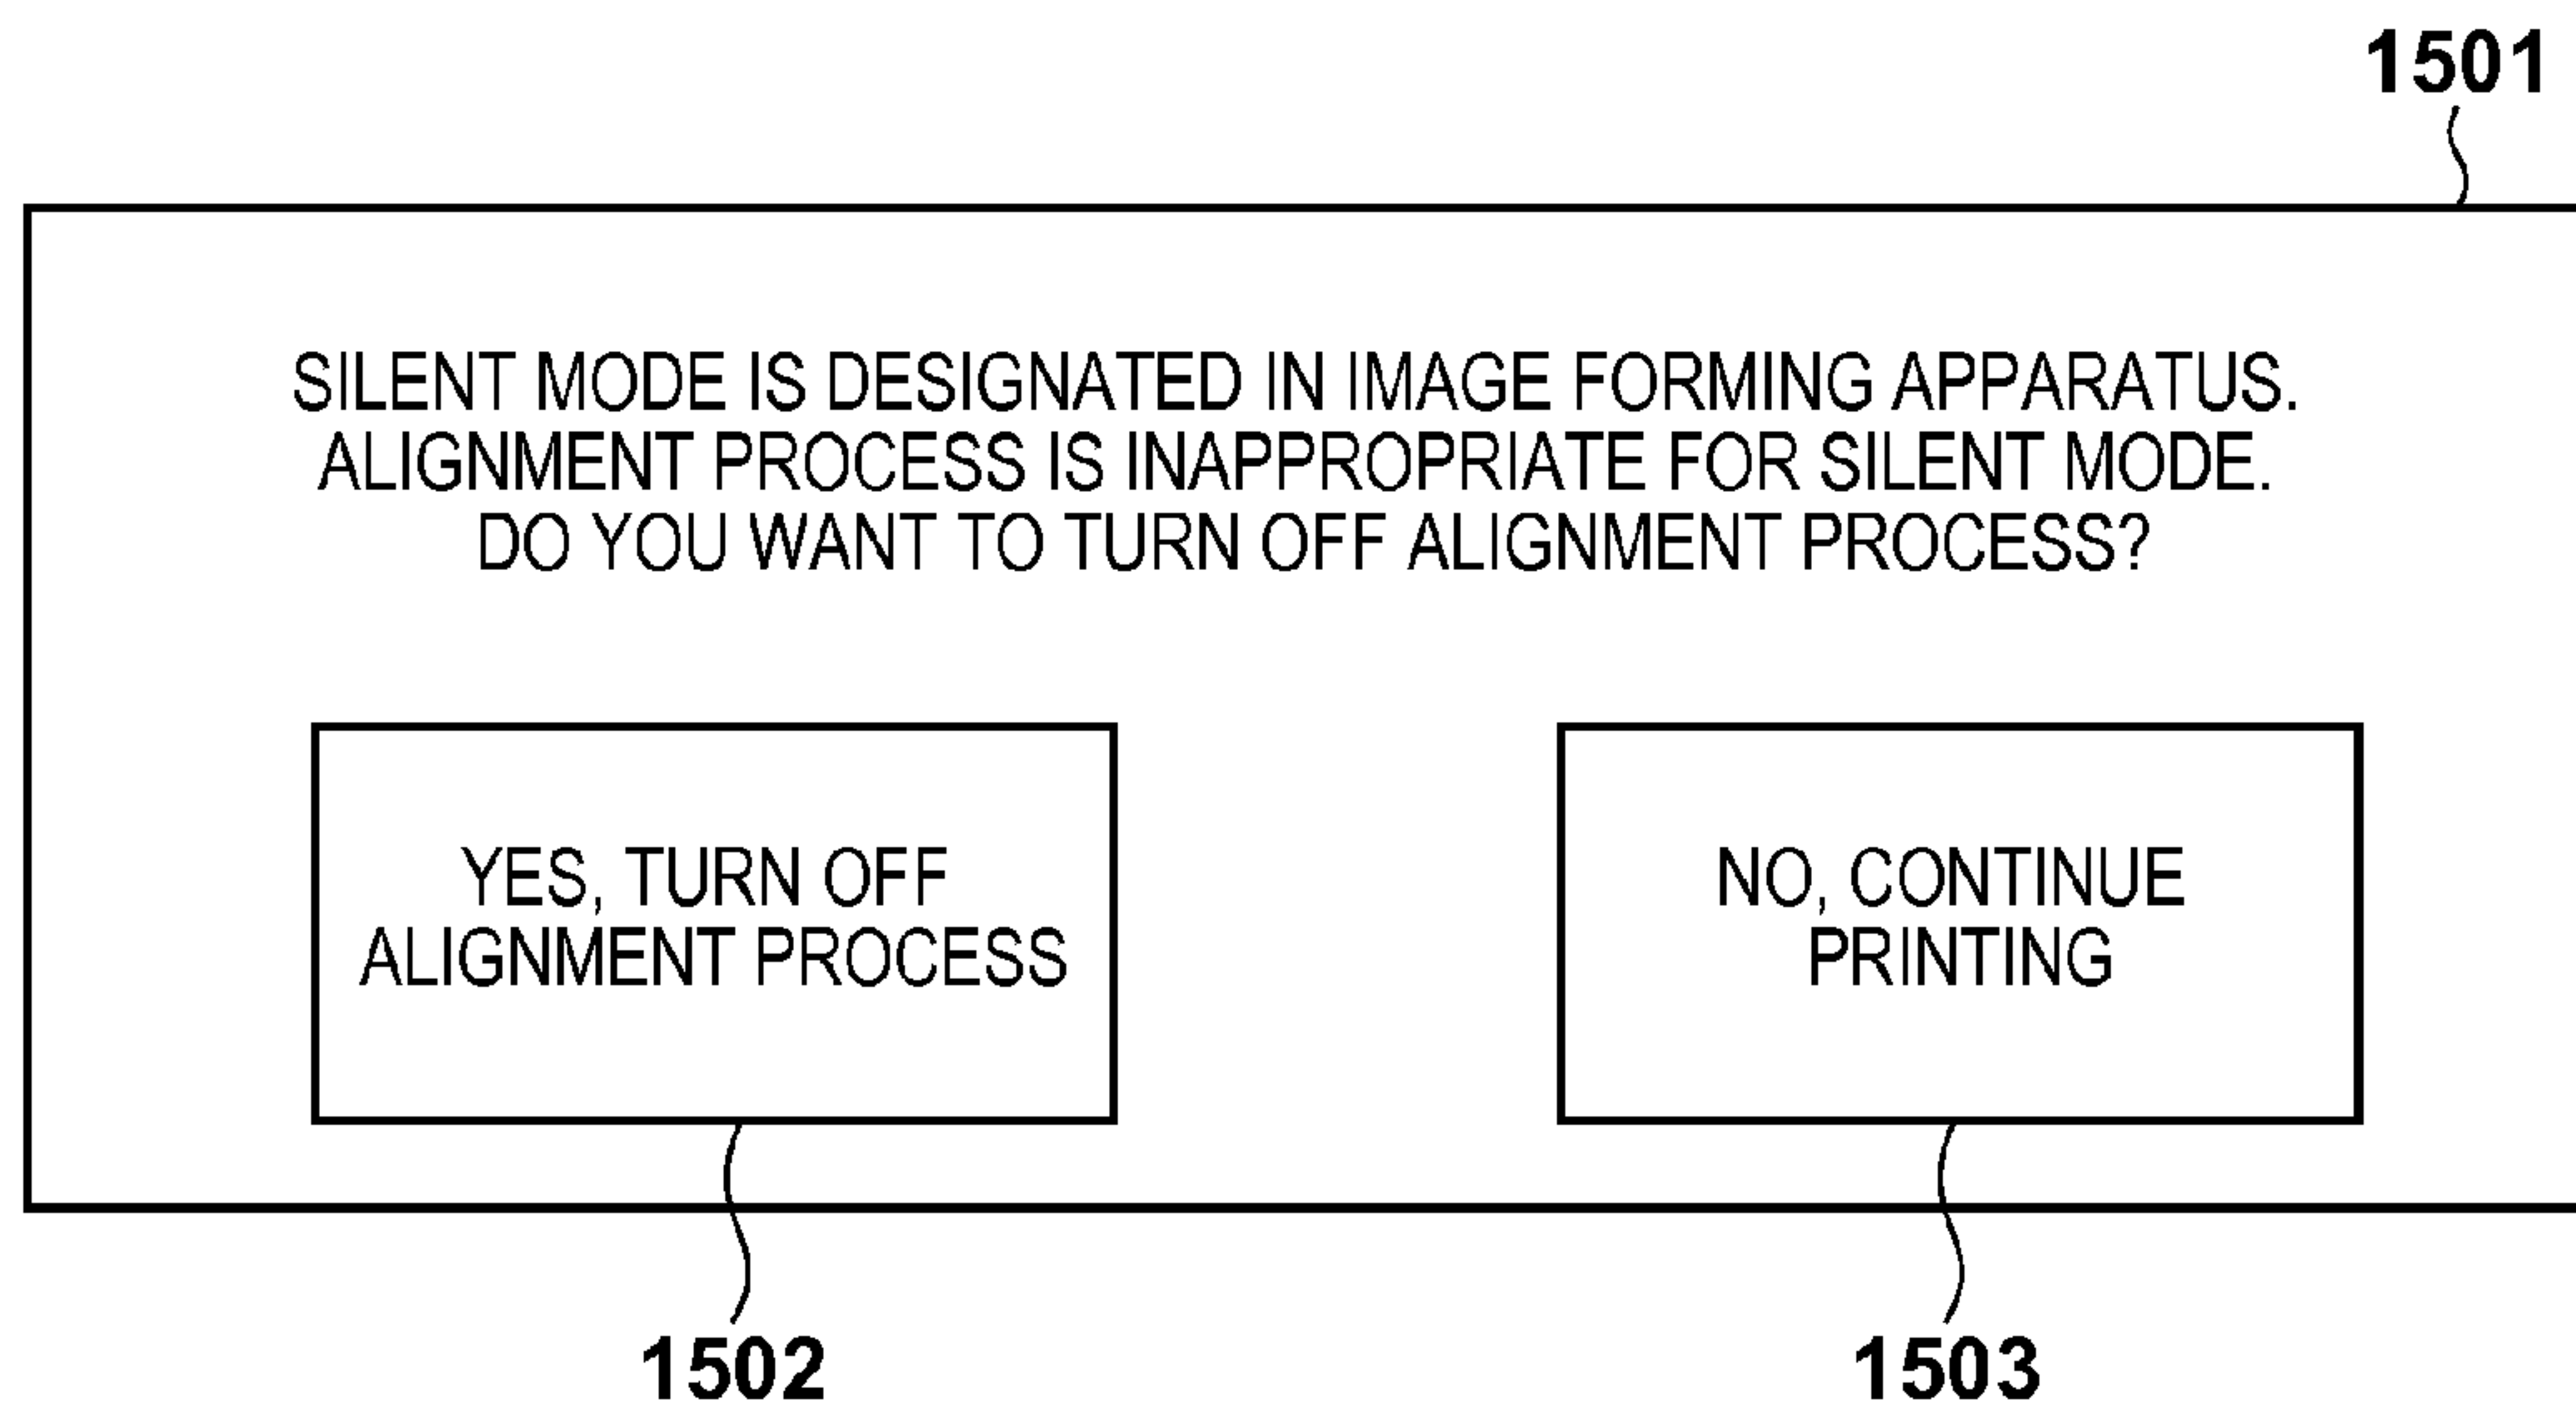 1501
SILENT MODE IS DESIGNATED IN IMAGE FORMING APPARATUS.
ALIGNMENT PROCESS IS INAPPROPRIATE FOR SILENT MODE.
DO YOU WANT TO TURN OFF ALIGNMENT PROCESS?
YES, TURN OFF
ALIGNMENT PROCESS
NO, CONTINUE
PRINTING
1502
1503